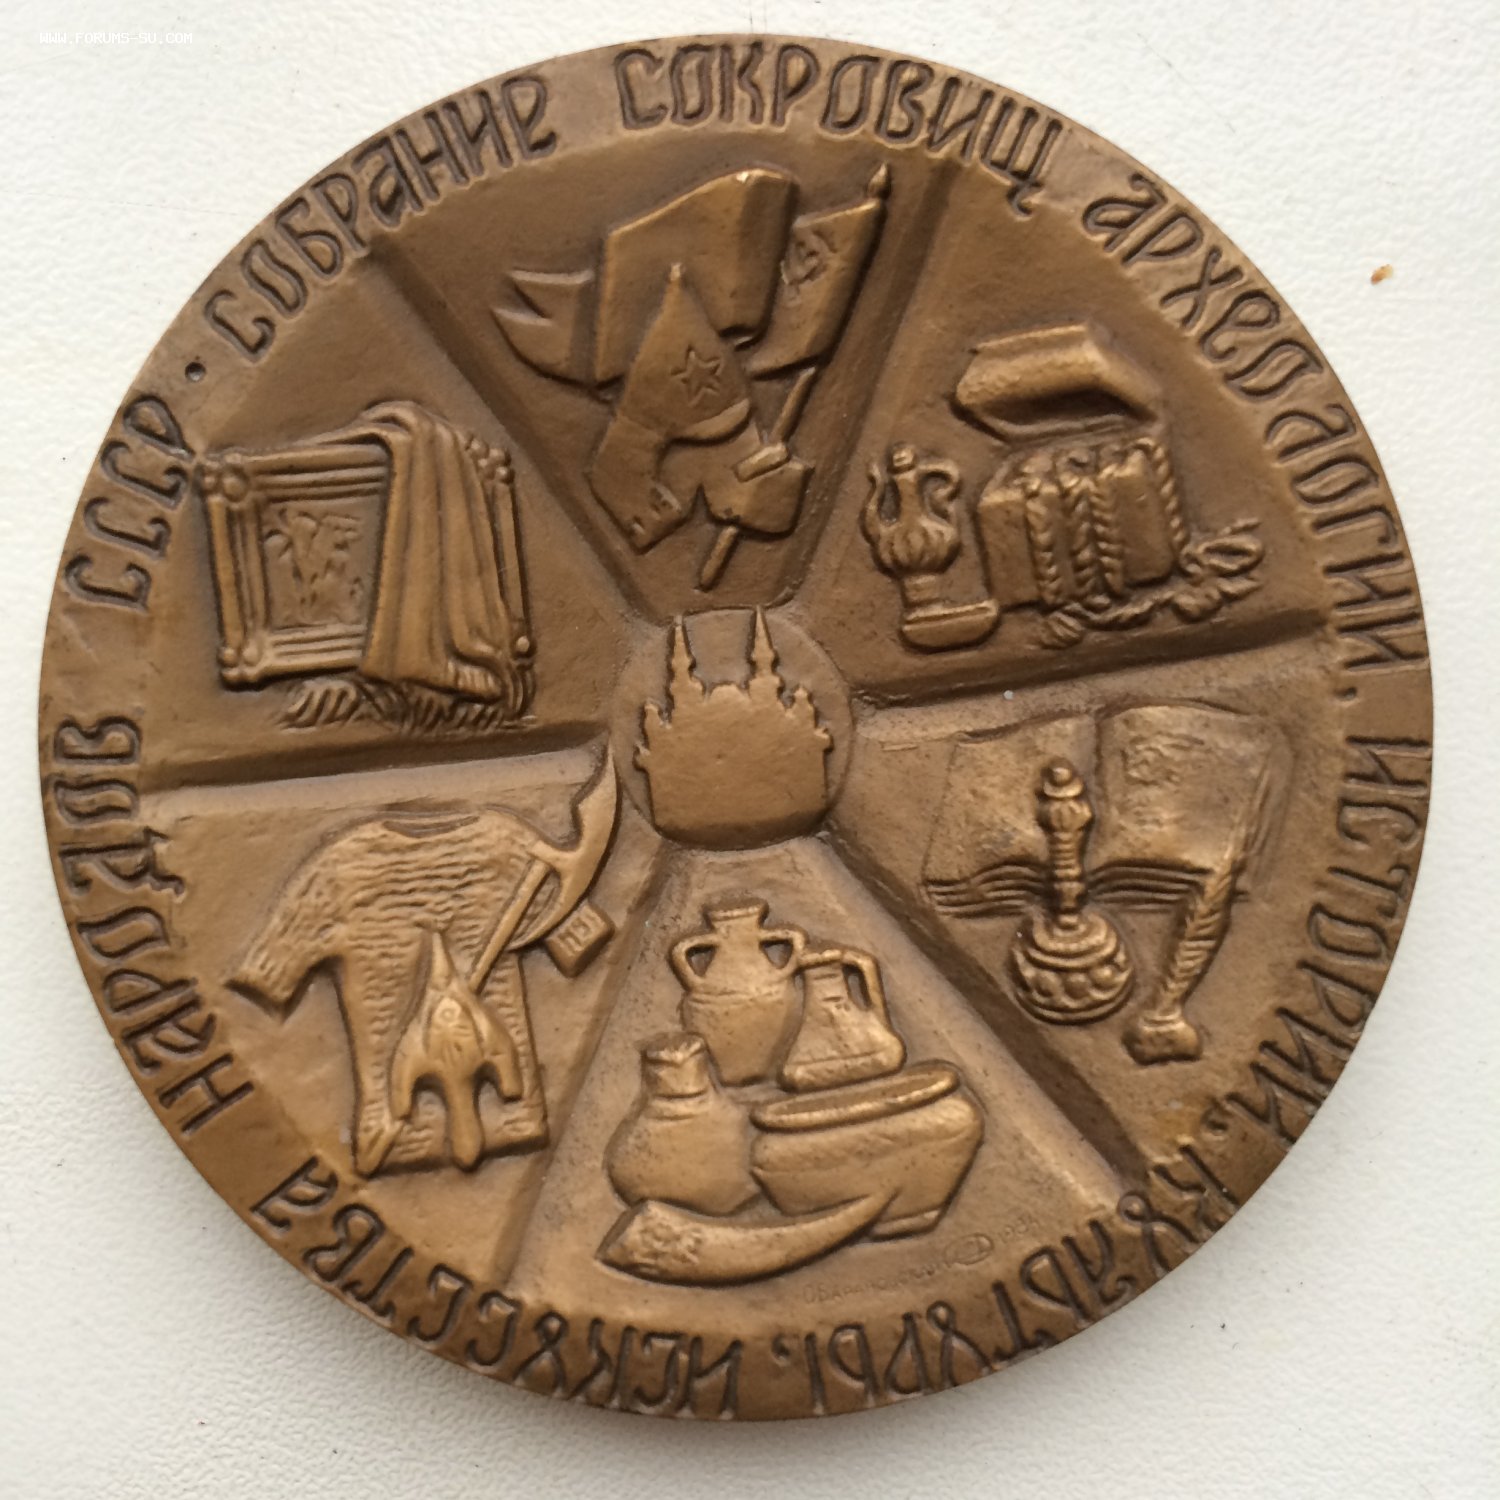 WWW.FORUMS-SU.COM
СОБРАНИЕ СОКРОВИЩ АРХЕОЛОГИИ, ИСТОРИИ, КУЛЬТУРЫ, ИСКУССТВА НАРОДОВ СССР •